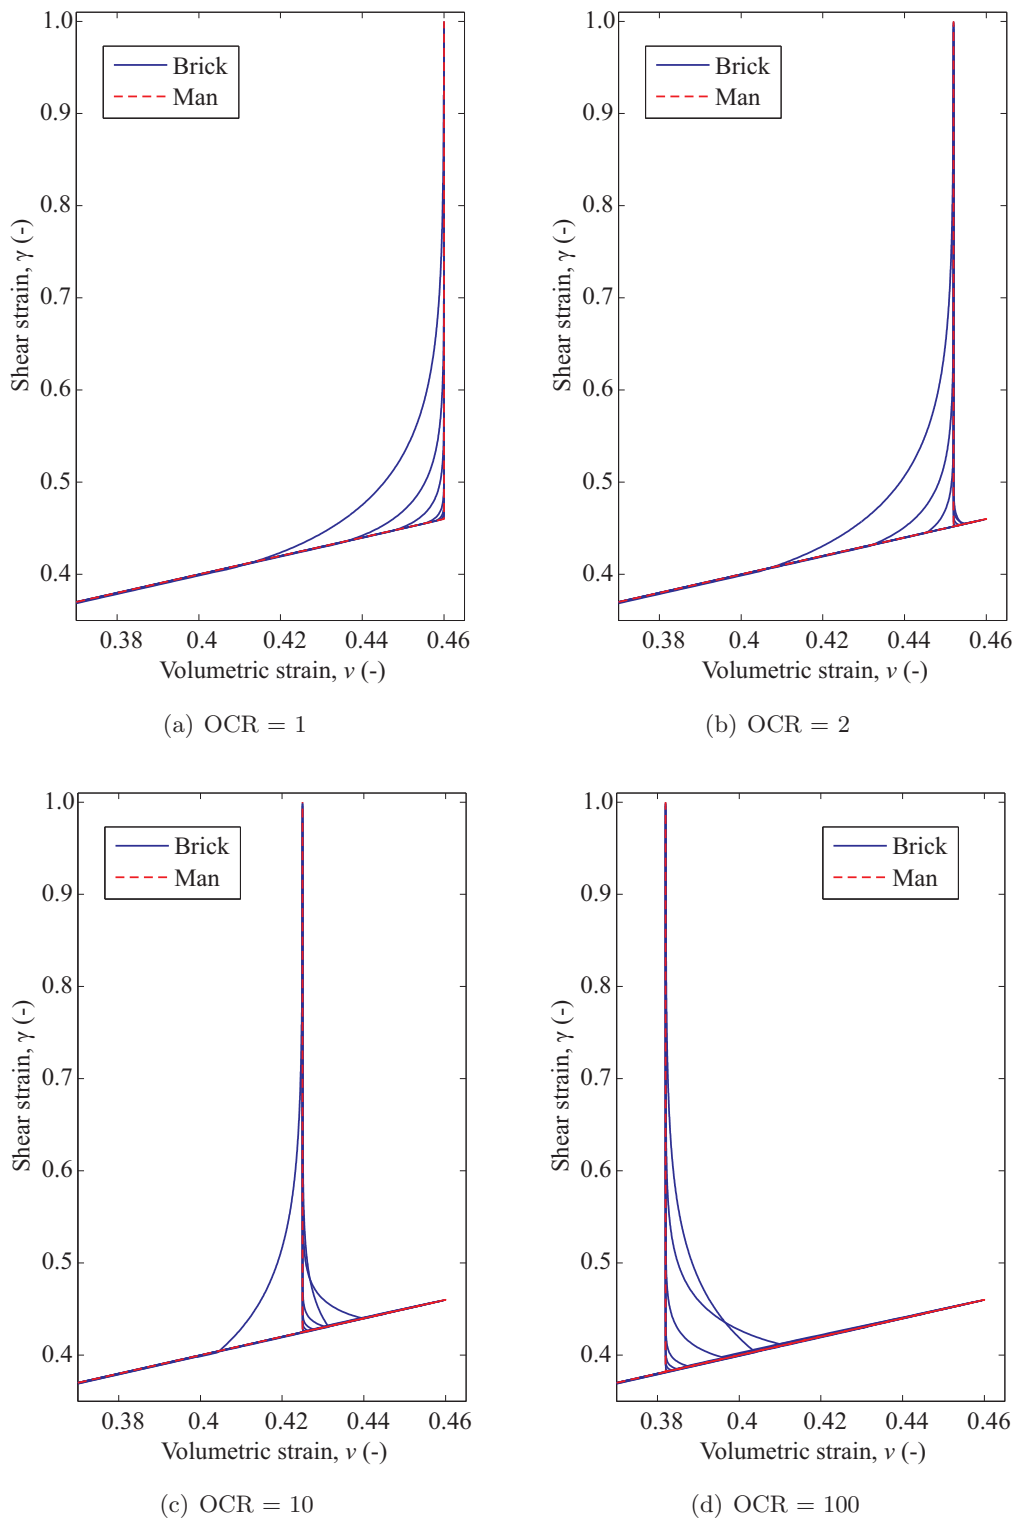 1.0
0.9
0.8
0.7
0.6
0.5
0.4
Shear strain, γ (-)
Brick
Man
0.38
0.4
0.42
0.44
0.46
Volumetric strain, v (-)
(a) OCR = 1
1.0
0.9
0.8
0.7
0.6
0.5
0.4
Shear strain, γ (-)
Brick
Man
0.38
0.4
0.42
0.44
0.46
Volumetric strain, v (-)
(b) OCR = 2
1.0
0.9
0.8
0.7
0.6
0.5
0.4
Shear strain, γ (-)
Brick
Man
0.38
0.4
0.42
0.44
0.46
Volumetric strain, v (-)
(c) OCR = 10
1.0
0.9
0.8
0.7
0.6
0.5
0.4
Shear strain, γ (-)
Brick
Man
0.38
0.4
0.42
0.44
0.46
Volumetric strain, v (-)
(d) OCR = 100